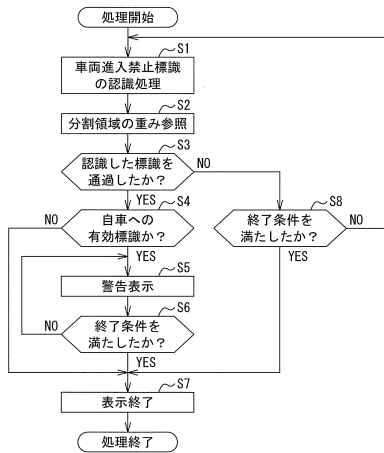 処理開始
S1
車両進入禁止標識
の認識処理
S2
分割領域の重み参照
S3
認識した標識を
通過したか?
NO
YES
S4
自車への
有効標識か?
NO
YES
S8
終了条件を
満たしたか?
NO
YES
S5
警告表示
S6
終了条件を
満たしたか?
NO
YES
S7
表示終了
処理終了